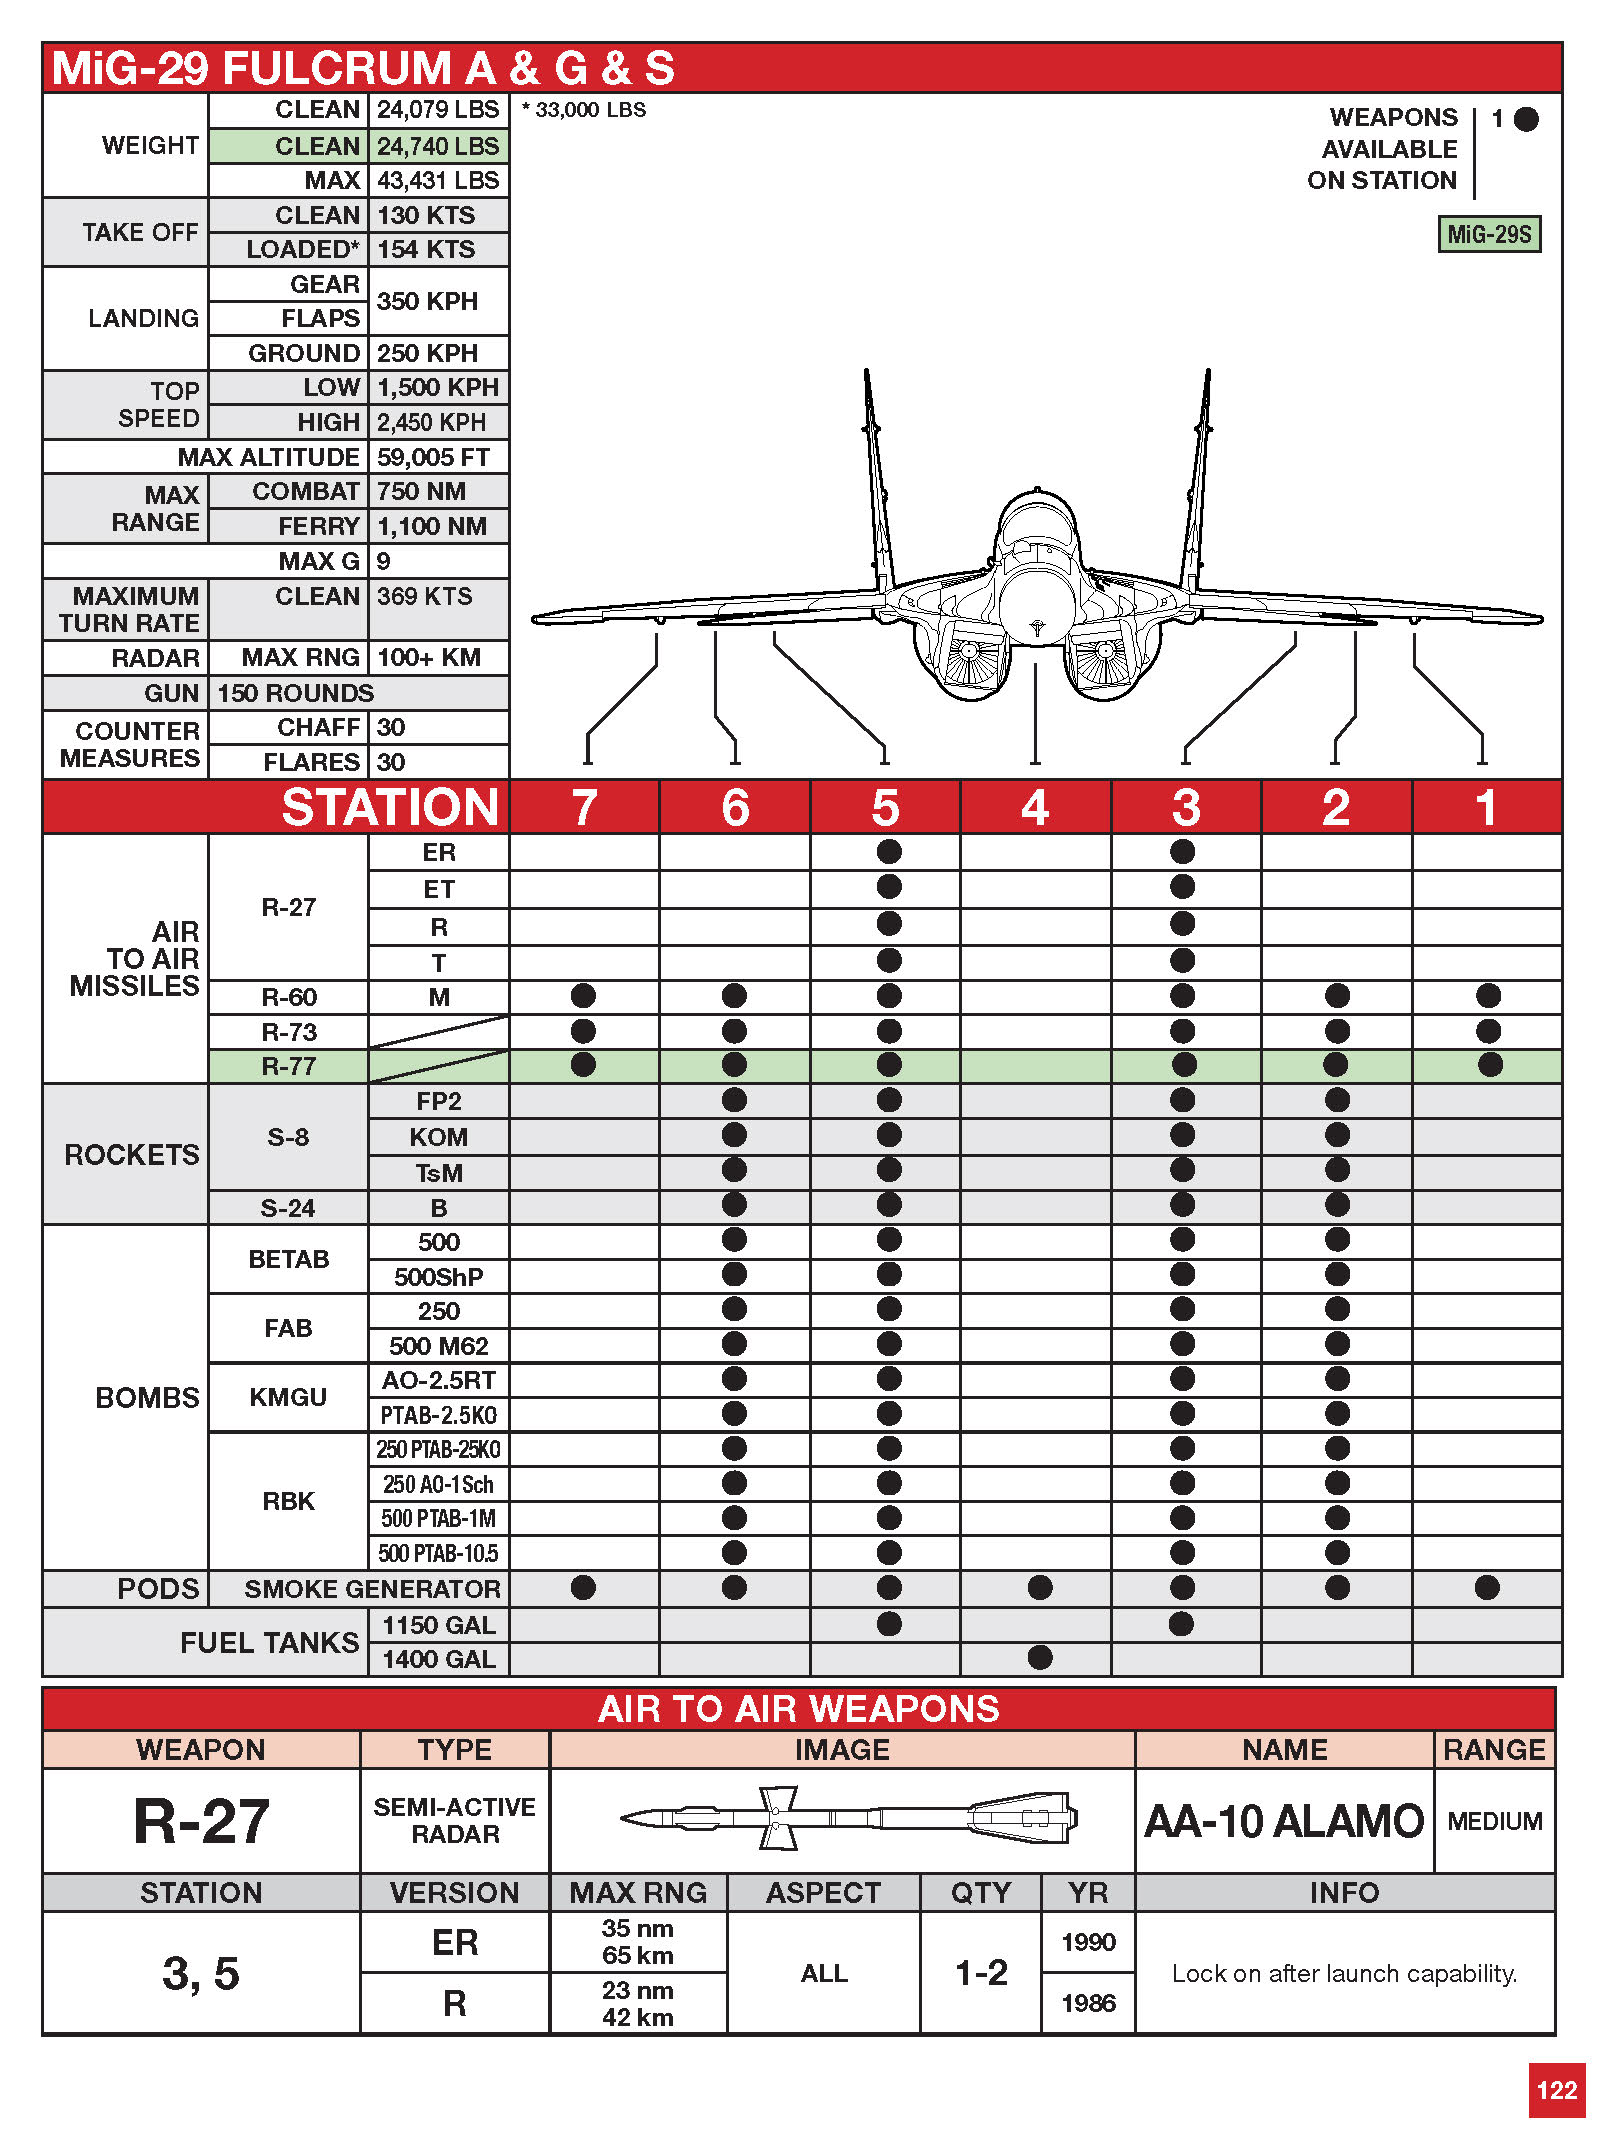 MiG-29 FULCRUM A & G & S
WEIGHT
CLEAN 24,079 LBS * 33,000 LBS
CLEAN 24,740 LBS
MAX 43,431 LBS
TAKE OFF
CLEAN 130 KTS
LOADED* 154 KTS
LANDING
GEAR
FLAPS
350 KPH
GROUND 250 KPH
TOP
SPEED
LOW 1,500 KPH
HIGH 2,450 KPH
MAX ALTITUDE 59,005 FT
MAX
RANGE
COMBAT 750 NM
FERRY 1,100 NM
MAX G 9
MAXIMUM
TURN RATE
CLEAN 369 KTS
RADAR MAX RNG 100+ KM
GUN 150 ROUNDS
COUNTER
MEASURES
CHAFF 30
FLARES 30
WEAPONS
AVAILABLE
ON STATION
1
MiG-29S
STATION 7 6 5 4 3 2 1
AIR
TO AIR
MISSILES
R-27
ER
ET
R
T
R-60 M
R-73
R-77
ROCKETS
S-8
FP2
KOM
TsM
S-24 B
BOMBS
BETAB
500
500ShP
FAB
250
500 M62
KMGU
AO-2.5RT
PTAB-2.5KO
RBK
250 PTAB-25KO
250 AO-1Sch
500 PTAB-1M
500 PTAB-10.5
PODS SMOKE GENERATOR
FUEL TANKS
1150 GAL
1400 GAL
AIR TO AIR WEAPONS
WEAPON TYPE IMAGE NAME RANGE
R-27
SEMI-ACTIVE
RADAR
AA-10 ALAMO
MEDIUM
STATION VERSION MAX RNG ASPECT QTY YR INFO
3, 5
ER
35 nm
65 km
R
23 nm
42 km
ALL
1-2
1990
1986
Lock on after launch capability.
122